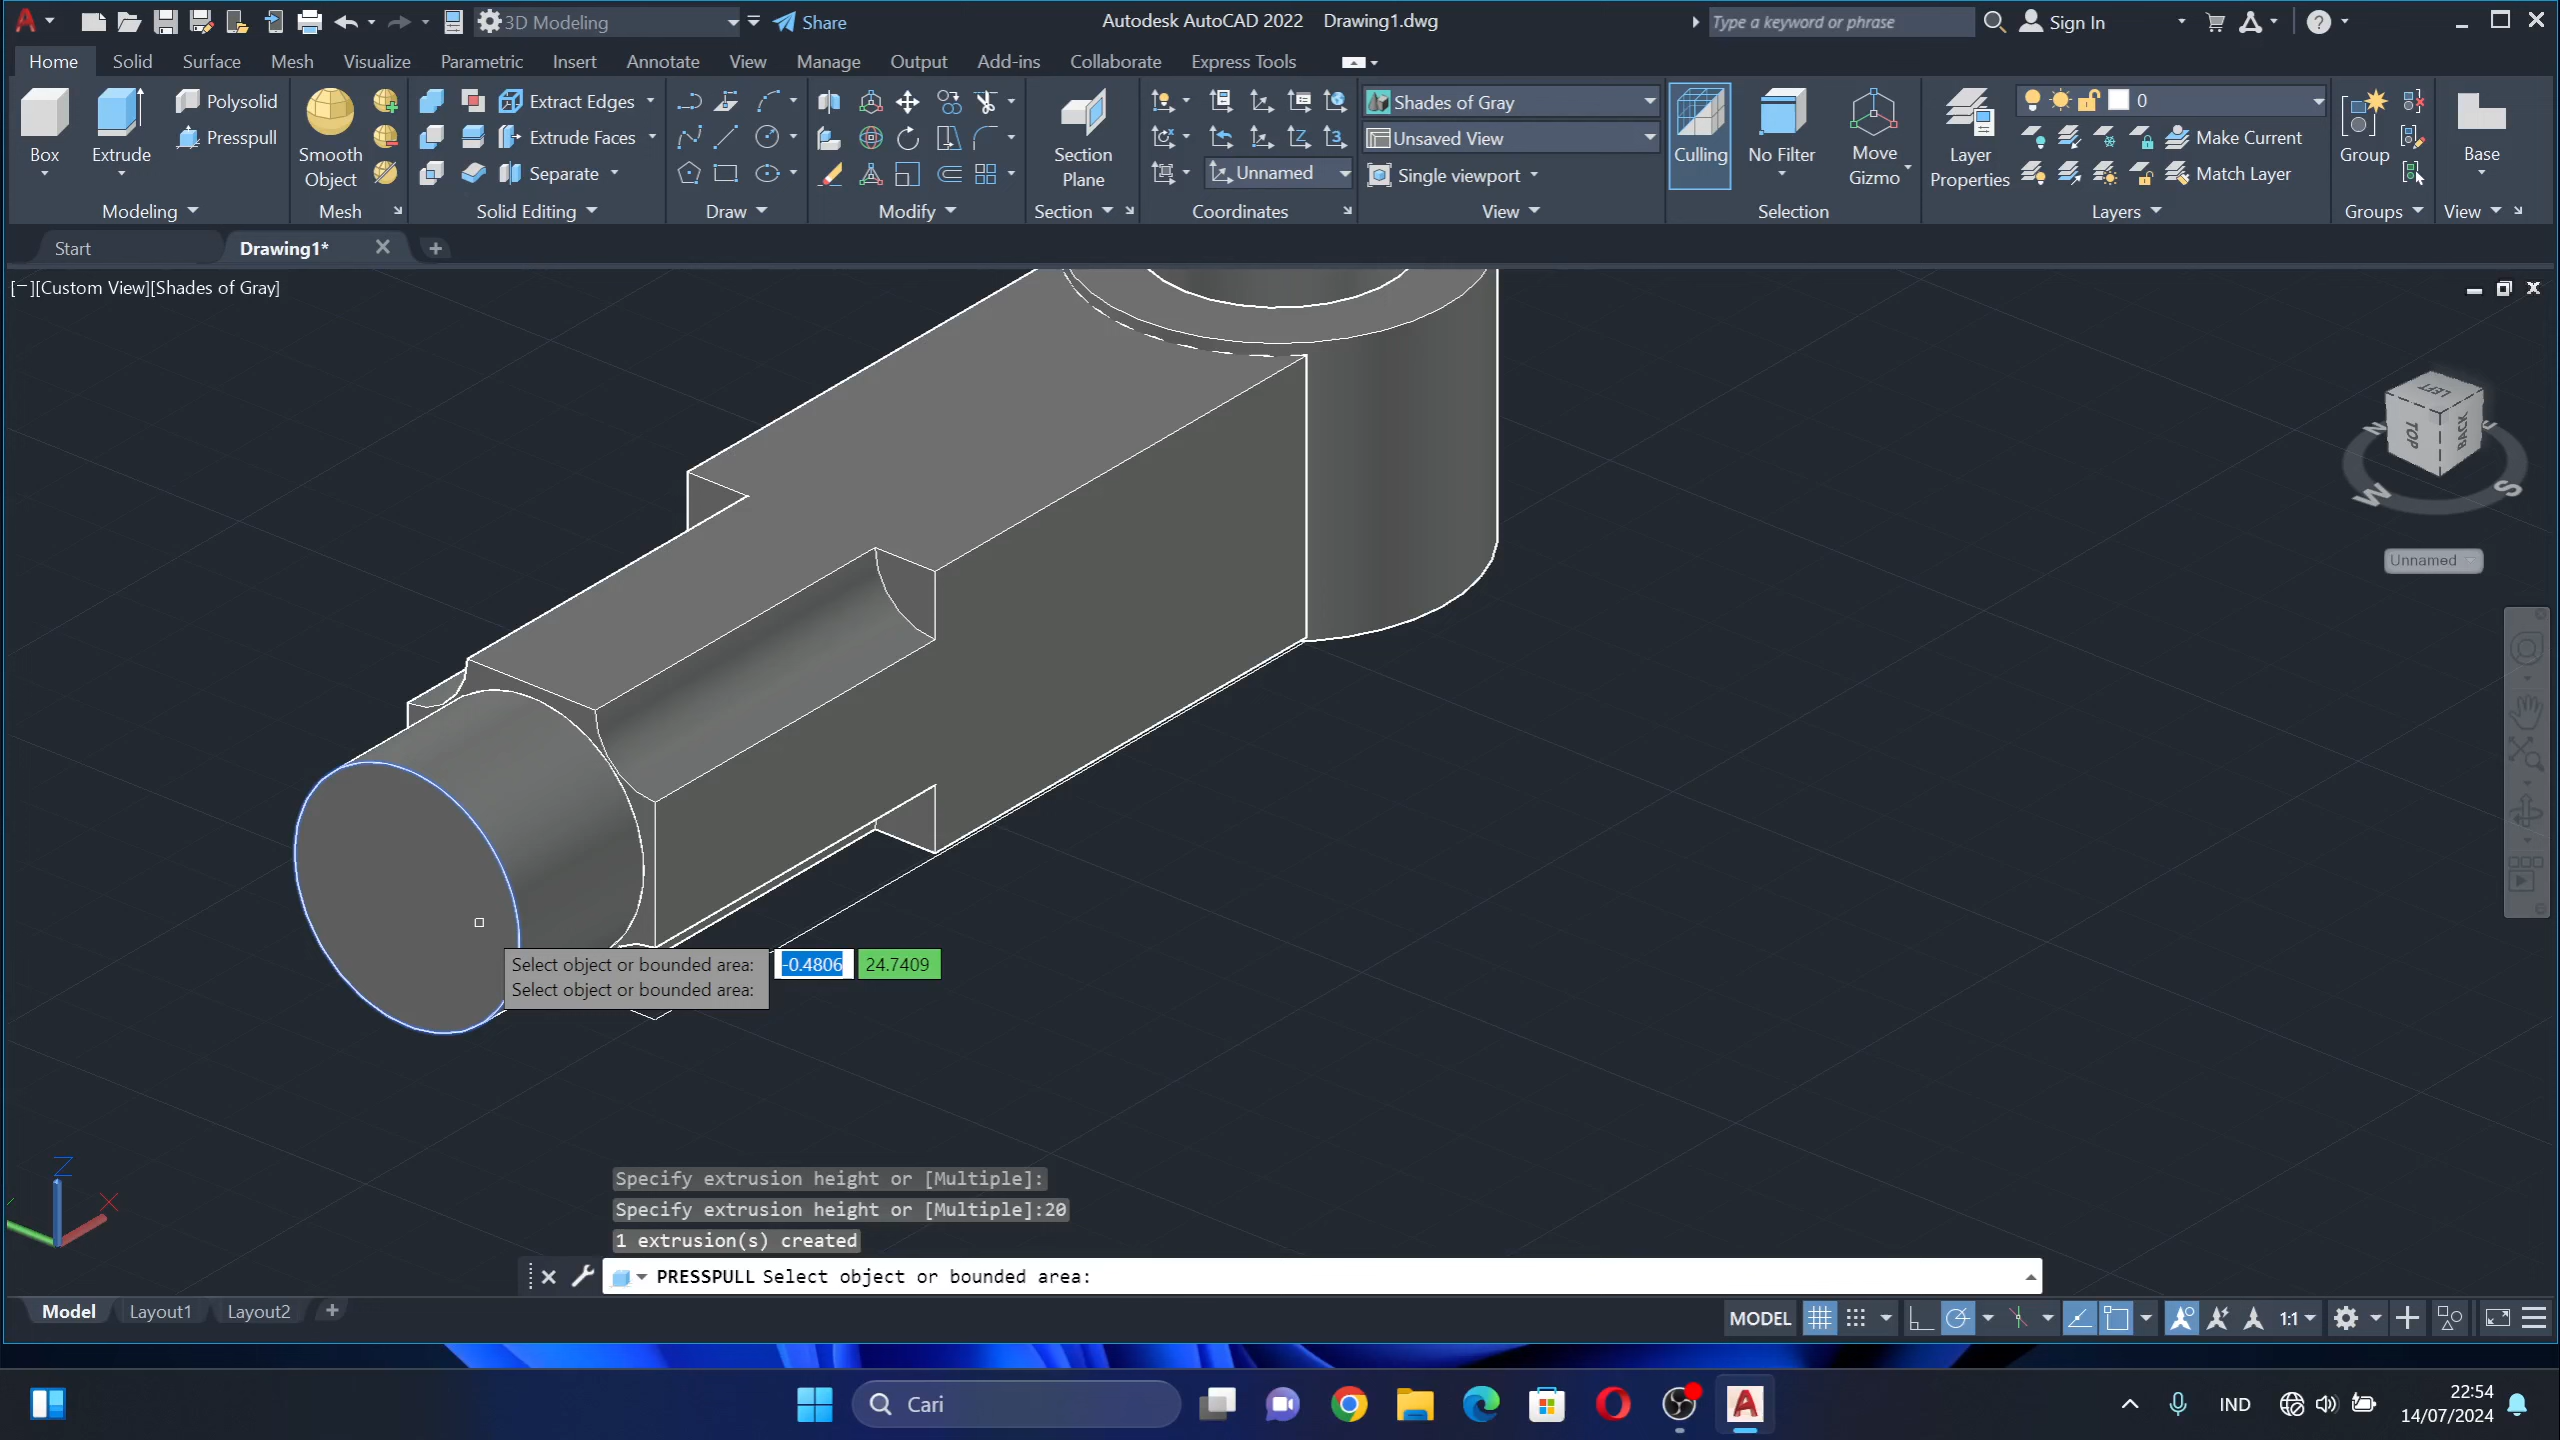 3D Modeling
Share
Autodesk AutoCAD 2022 Drawing1.dwg
Type a keyword or phrase
Sign In
Home Solid Surface Mesh Visualize Parametric Insert Annotate View Manage Output Add-ins Collaborate Express Tools
Box
Extrude
Polysolid
Presspull
Smooth Object
Extract Edges
Extrude Faces
Separate
Section Plane
Unnamed
Shades of Gray
Unsaved View
Single viewport
Culling
No Filter
Move Gizmo
Layer Properties
0
Make Current
Match Layer
Group
Base
Modeling Mesh Solid Editing Draw Modify Section Coordinates View Selection Layers Groups View
Start Drawing1*
[−][Custom View][Shades of Gray]
LEFT
TOP
BACK
N
W
S
Unnamed
Select object or bounded area: -0.4806 24.7409
Select object or bounded area:
Z
X
Specify extrusion height or [Multiple]:
Specify extrusion height or [Multiple]:20
1 extrusion(s) created
PRESSPULL Select object or bounded area:
Model Layout1 Layout2
MODEL
1:1
Cari
IND
22:54
14/07/2024